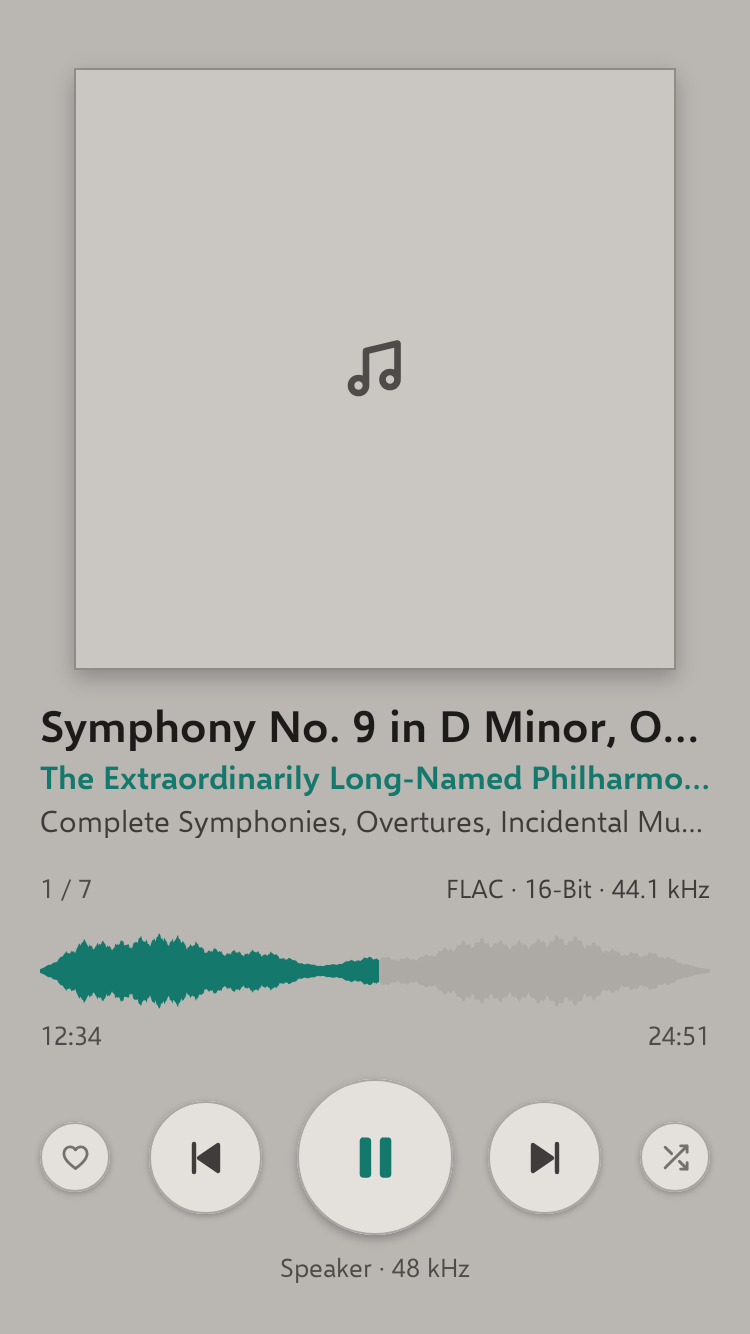 Symphony No. 9 in D Minor, O...
The Extraordinarily Long-Named Philharmo...
Complete Symphonies, Overtures, Incidental Mu...
1 / 7
FLAC · 16-Bit · 44.1 kHz
12:34
24:51
Speaker · 48 kHz